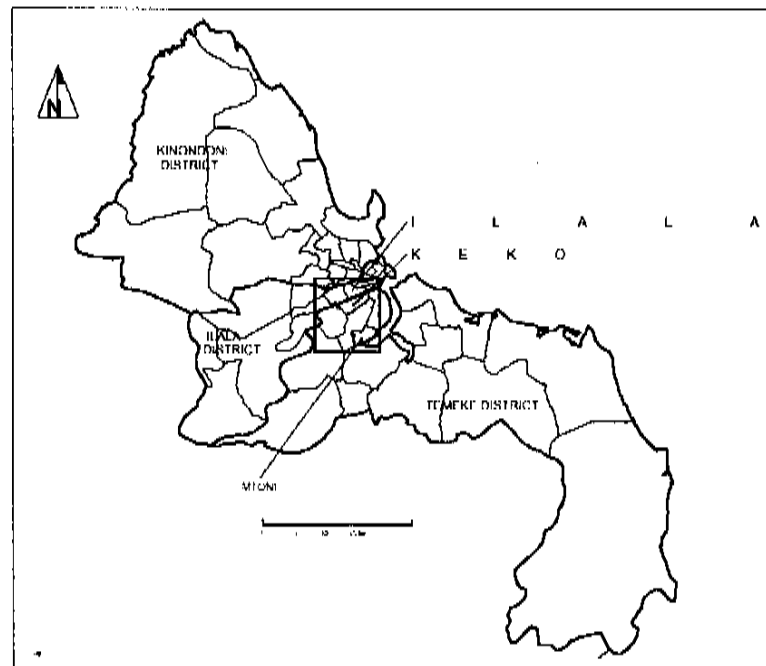 N
KINONDONI
DISTRICT
I L A L A
K E K O
ILALA
DISTRICT
TEMEKE DISTRICT
MTONI